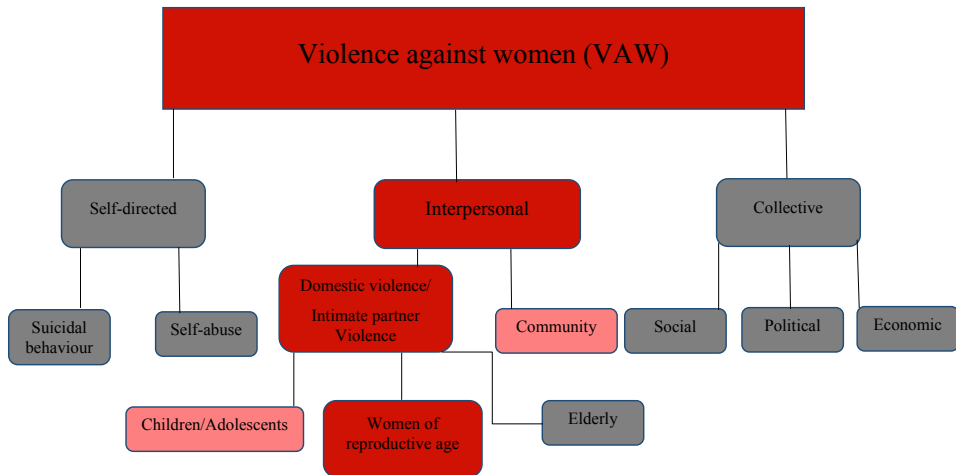 Violence against women (VAW)
Self-directed
Interpersonal
Collective
Domestic violence/
Intimate partner
Violence
Suicidal
behaviour
Self-abuse
Community
Social
Political
Economic
Children/Adolescents
Women of
reproductive age
Elderly